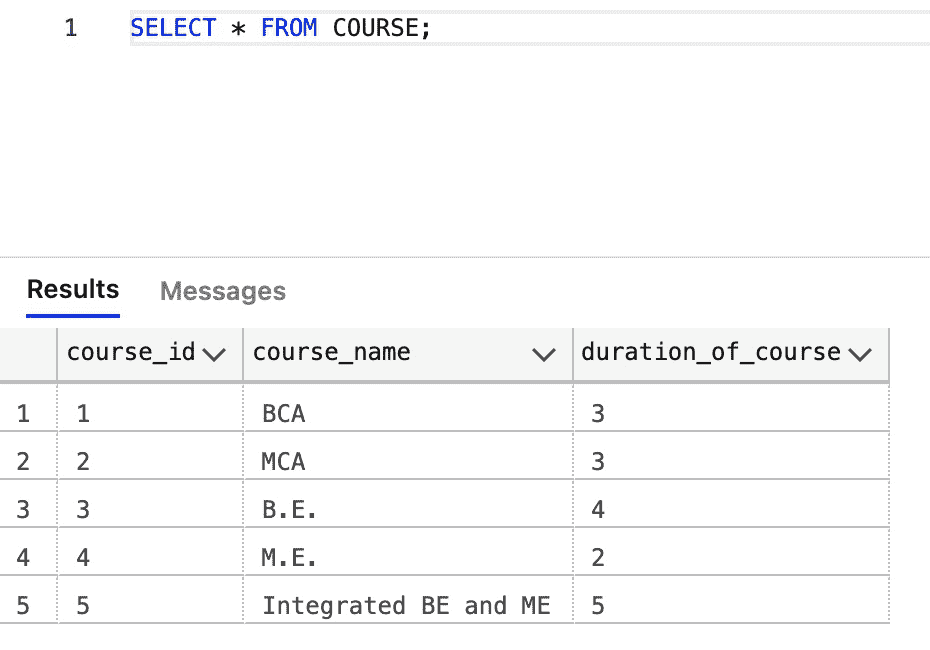 1 SELECT * FROM COURSE;
Results Messages
course_id course_name duration_of_course
1 1 BCA 3
2 2 MCA 3
3 3 B.E. 4
4 4 M.E. 2
5 5 Integrated BE and ME 5